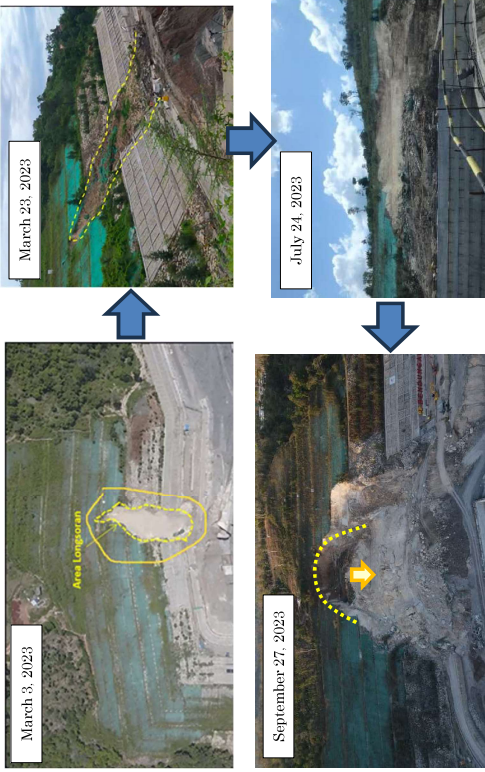 March 3, 2023
Area Longsoran
March 23, 2023
July 24, 2023
September 27, 2023